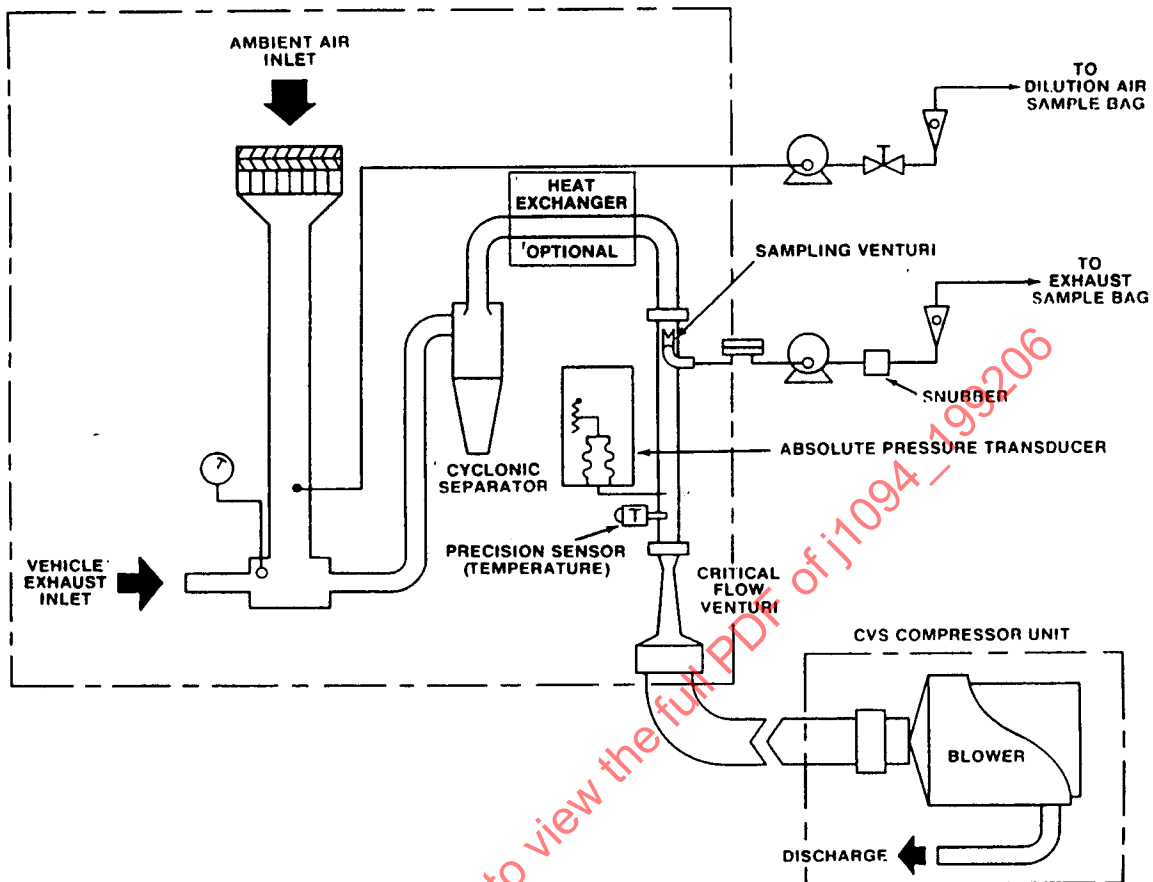 AMBIENT AIR
INLET
TO
DILUTION AIR
SAMPLE BAG
HEAT
EXCHANGER
'OPTIONAL
SAMPLING VENTURI
TO
EXHAUST
SAMPLE BAG
SNUBBER
ABSOLUTE PRESSURE TRANSDUCER
CYCLONIC
SEPARATOR
T
T
PRECISION SENSOR
(TEMPERATURE)
VEHICLE
EXHAUST
INLET
CRITICAL
FLOW
VENTURI
CVS COMPRESSOR UNIT
BLOWER
DISCHARGE
to view the full PDF of j1094_199206